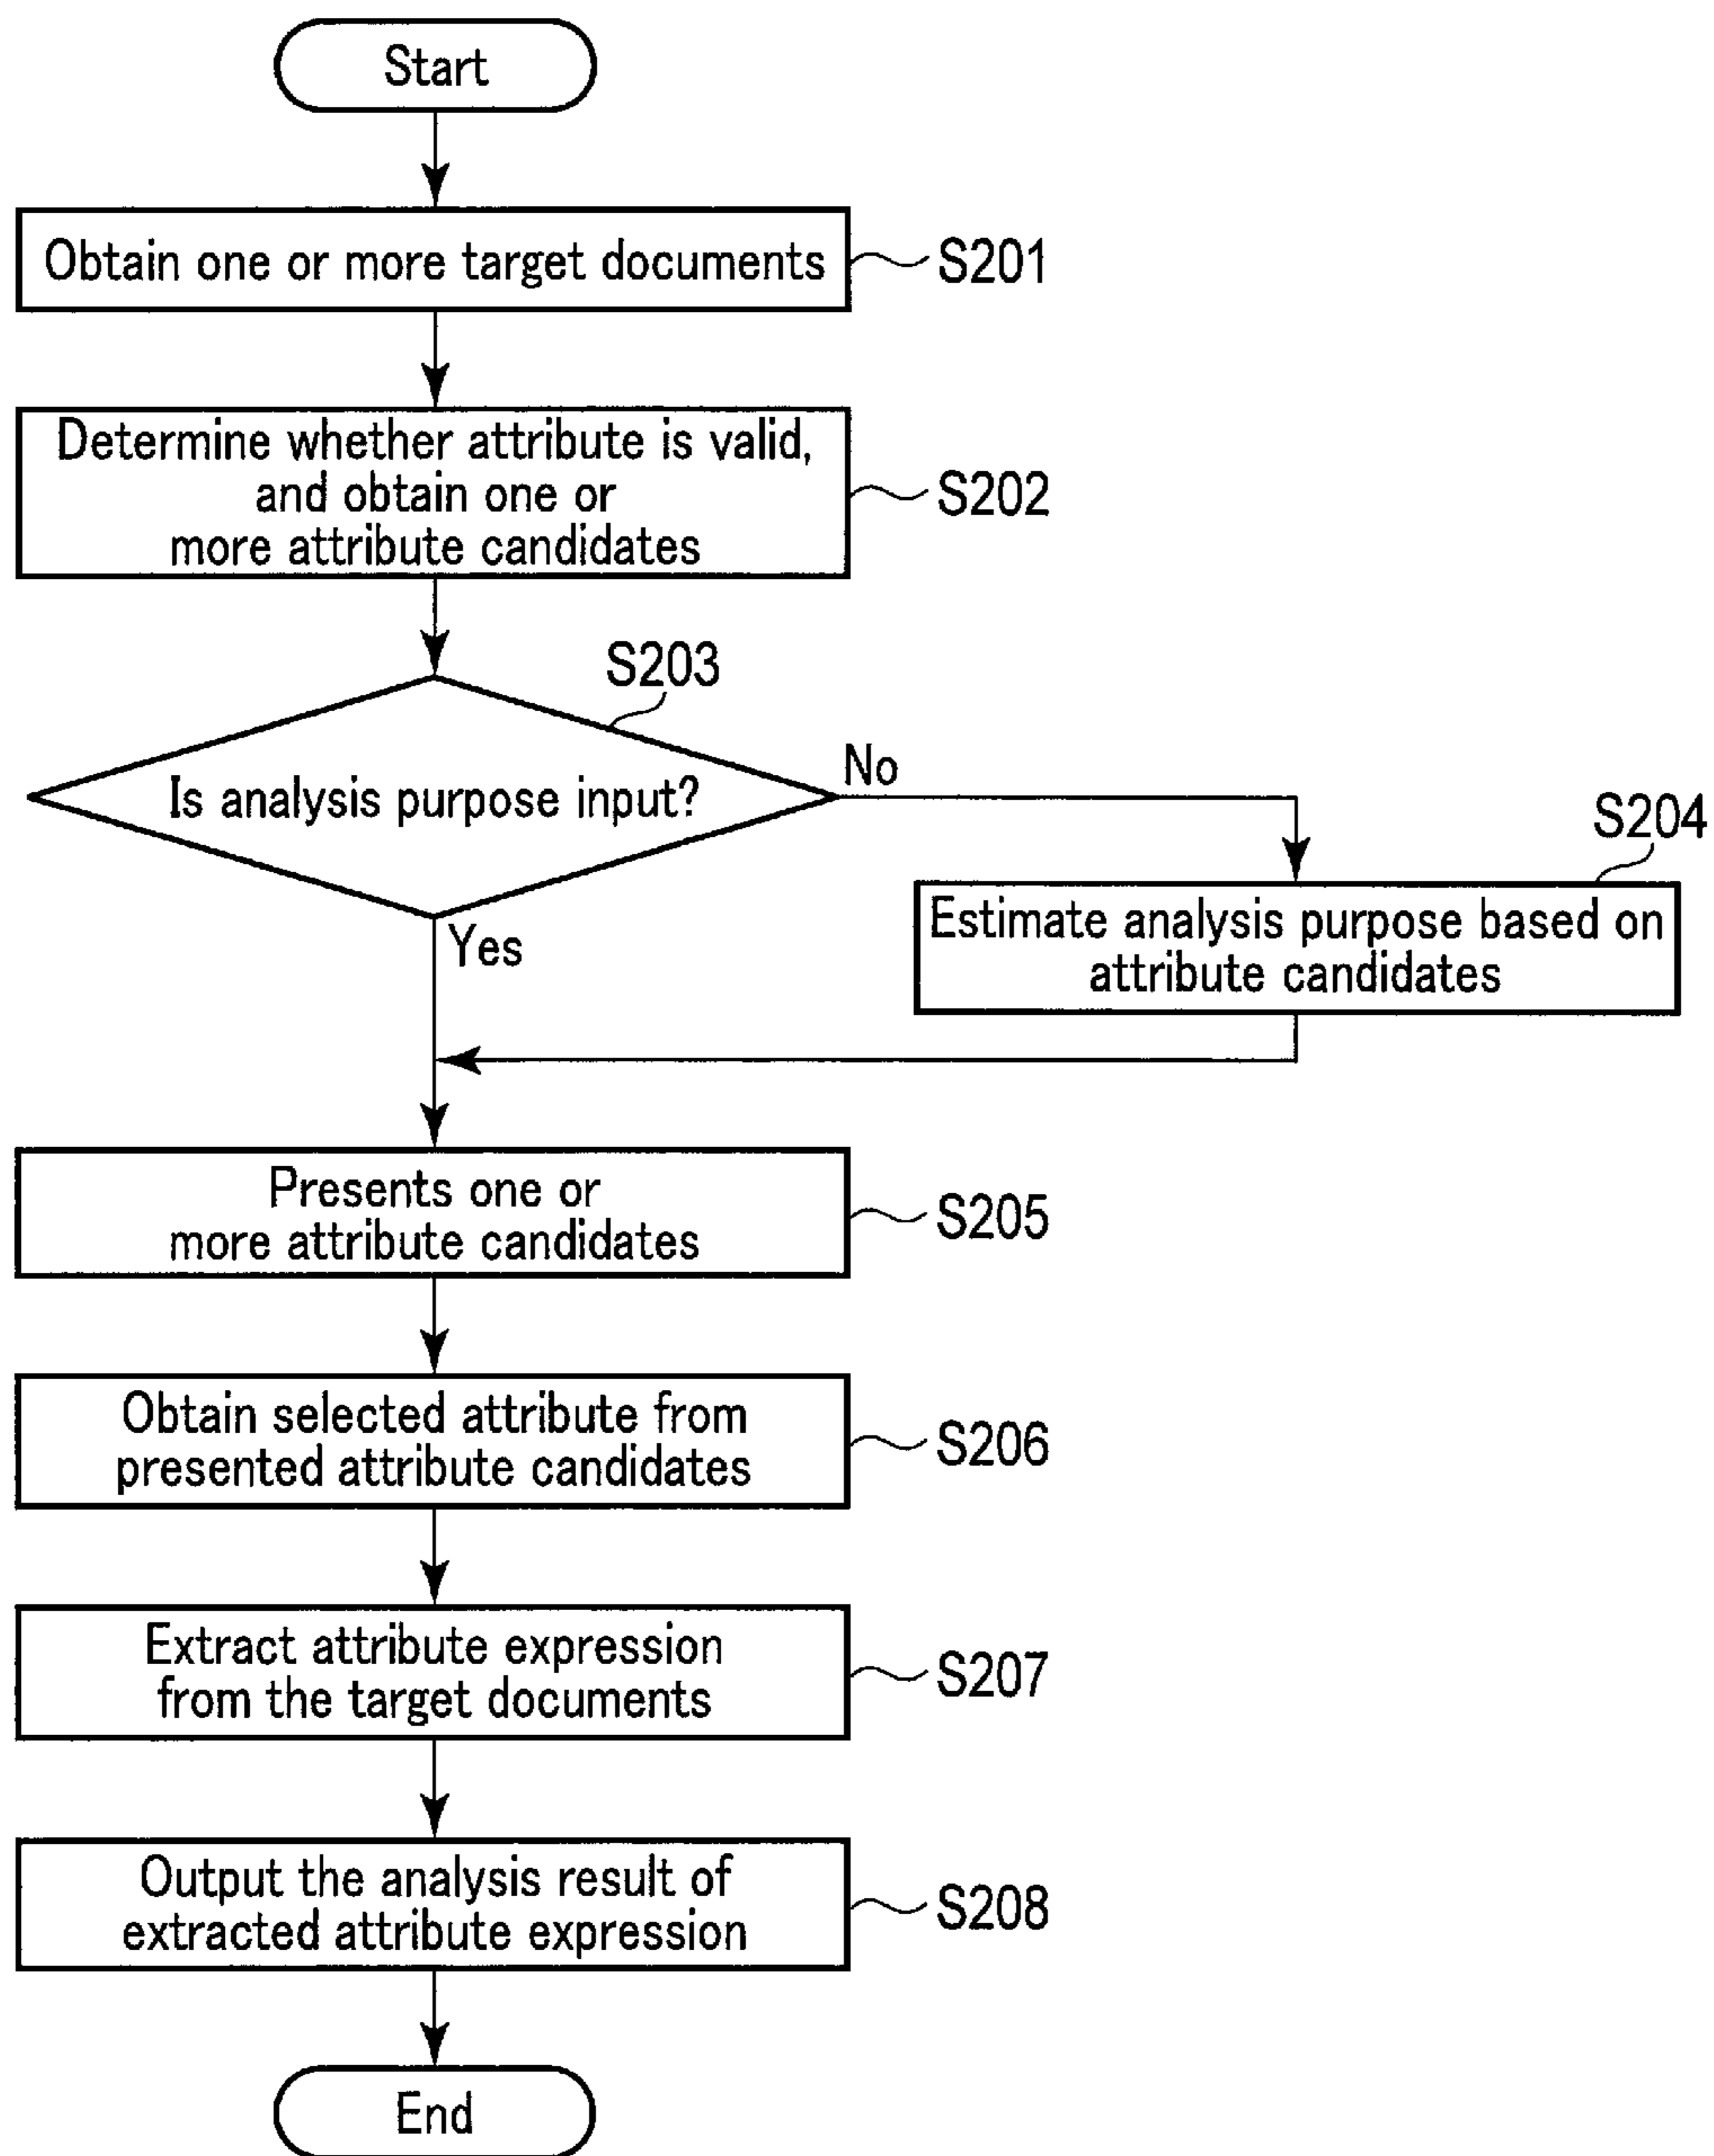 Start
Obtain one or more target documents
S201
Determine whether attribute is valid,
and obtain one or
more attribute candidates
S202
S203
Is analysis purpose input?
No
Yes
S204
Estimate analysis purpose based on
attribute candidates
Presents one or
more attribute candidates
S205
Obtain selected attribute from
presented attribute candidates
S206
Extract attribute expression
from the target documents
S207
Output the analysis result of
extracted attribute expression
S208
End